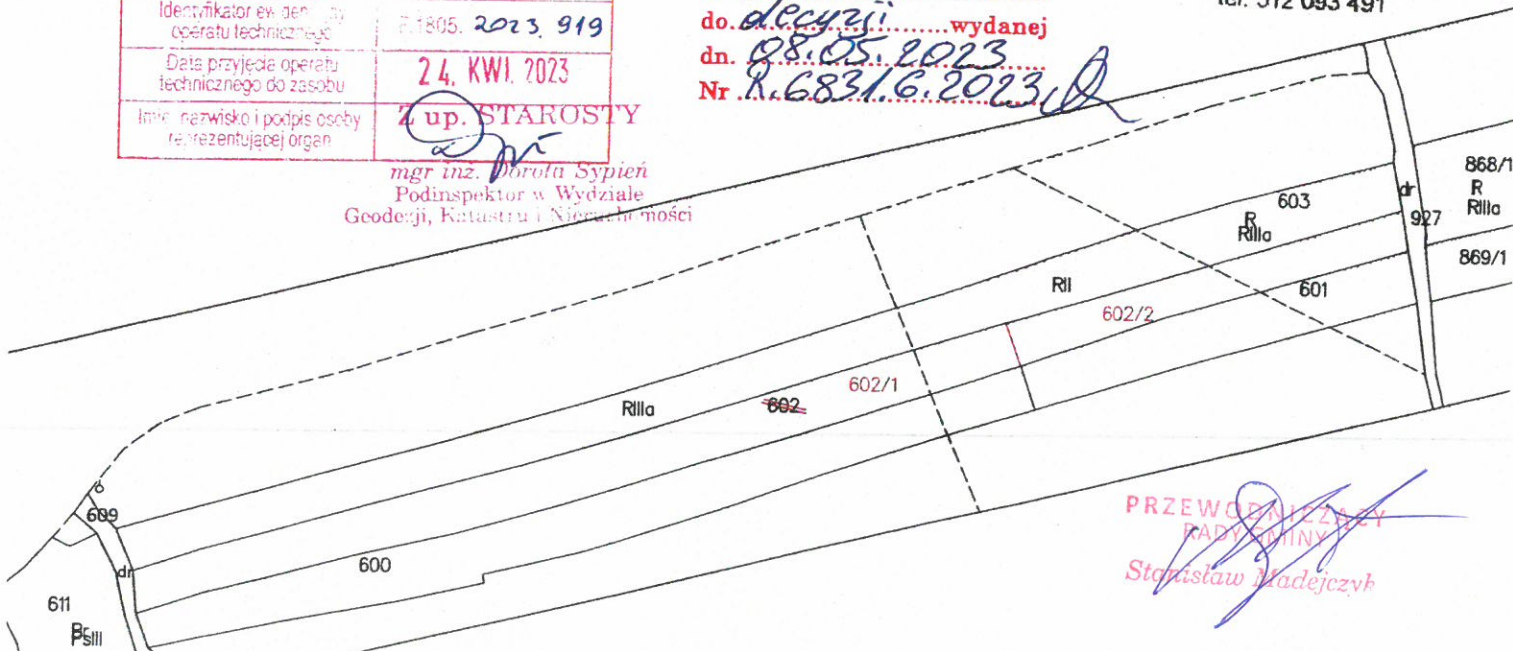 Identyfikator ewidencyjny
operatu technicznego
P.1805. 2023. 919
Data przyjęcia operatu
technicznego do zasobu
24. KWI. 2023
Imię, nazwisko i podpis osoby
reprezentującej organ
Z up. STAROSTY
mgr inż. Dorota Sypień
Podinspektor w Wydziale
Geodezji, Katastru i Nieruchomości
do decyzji wydanej
dn. 08.05.2023
Nr R.6831.6.2023
tel. 512 093 491
868/1
R
RIIIa
dr
927
869/1
603
R
RIIIa
RII
601
602/2
602/1
602
RIIIa
609
dr
600
611
PsIII
PRZEWODNICZĄCY
RADY GMINY
Stanisław Madejczyk